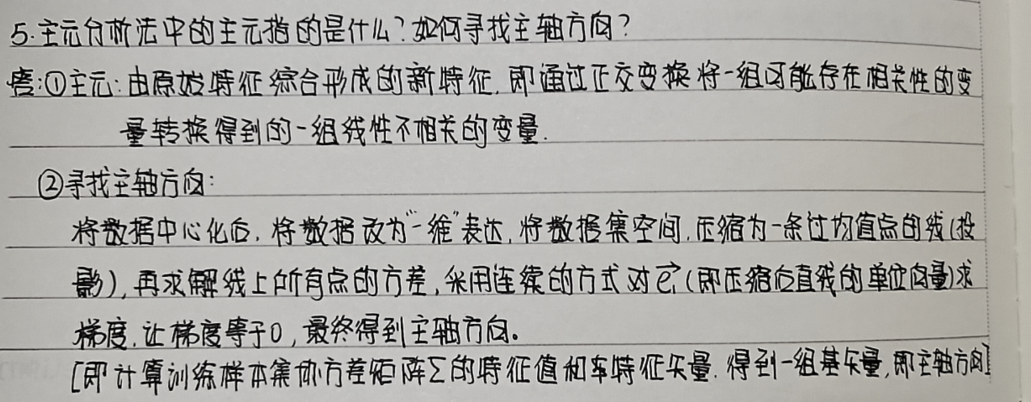 5.主元分析法中的主元指的是什么?如何寻找主轴方向?
答:①主元:由原始特征综合形成的新特征,即通过正交变换将一组可能存在相关性的变
量转换得到的一组线性不相关的变量.
②寻找主轴方向:
将数据中心化后,将数据改为"一维"表达,将数据集空间,压缩为一条过均值点的线(投
影),再求解线上所有点的方差,采用连续的方式对e₁(即压缩后直线的单位向量)求
梯度,让梯度等于0,最终得到主轴方向。
[即计算训练样本集协方差矩阵Σ的特征值和本特征矢量.得到一组基矢量,即主轴方向]